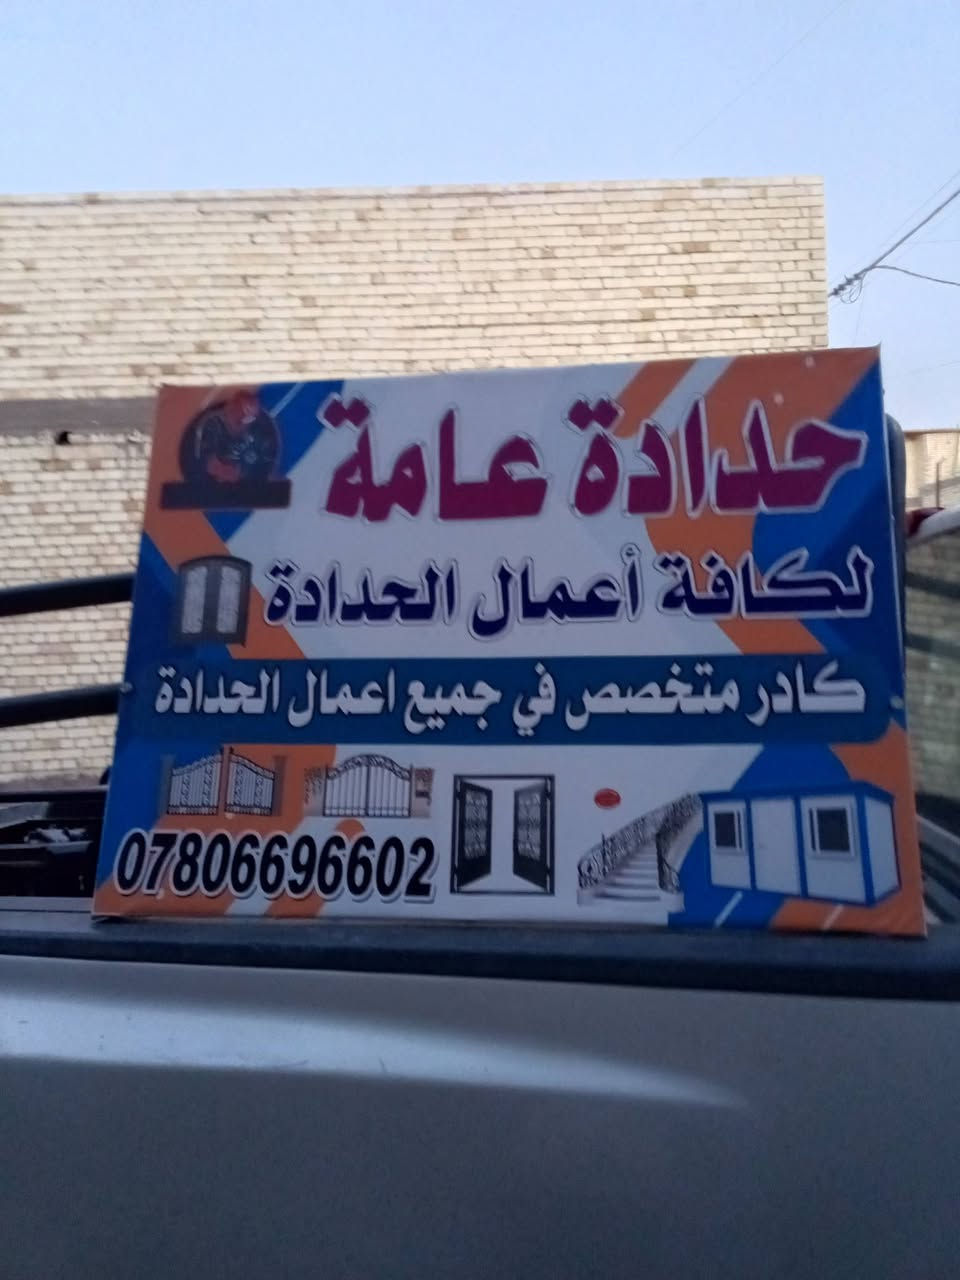 حدادة عامة
لكافة أعمال الحدادة
كادر متخصص في جميع اعمال الحدادة
07806696602